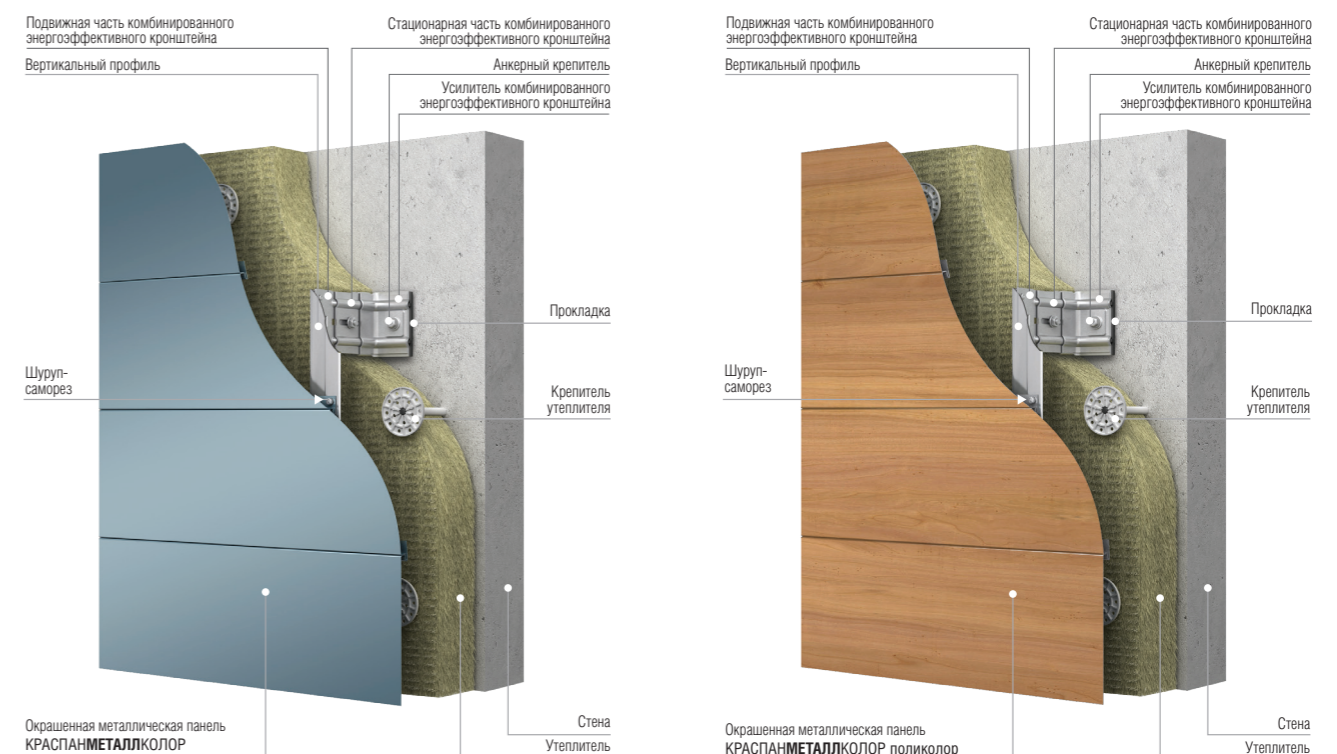 Подвижная часть комбинированного
энергоэффективного кронштейна
Вертикальный профиль
Стационарная часть комбинированного
энергоэффективного кронштейна
Анкерный крепитель
Усилитель комбинированного
энергоэффективного кронштейна
Прокладка
Шуруп-
саморез
Крепитель
утеплителя
Стена
Утеплитель
Окрашенная металлическая панель
КРАСПАНМЕТАЛЛКОЛОР
Подвижная часть комбинированного
энергоэффективного кронштейна
Вертикальный профиль
Стационарная часть комбинированного
энергоэффективного кронштейна
Анкерный крепитель
Усилитель комбинированного
энергоэффективного кронштейна
Прокладка
Шуруп-
саморез
Крепитель
утеплителя
Стена
Утеплитель
Окрашенная металлическая панель
КРАСПАНМЕТАЛЛКОЛОР поликолор